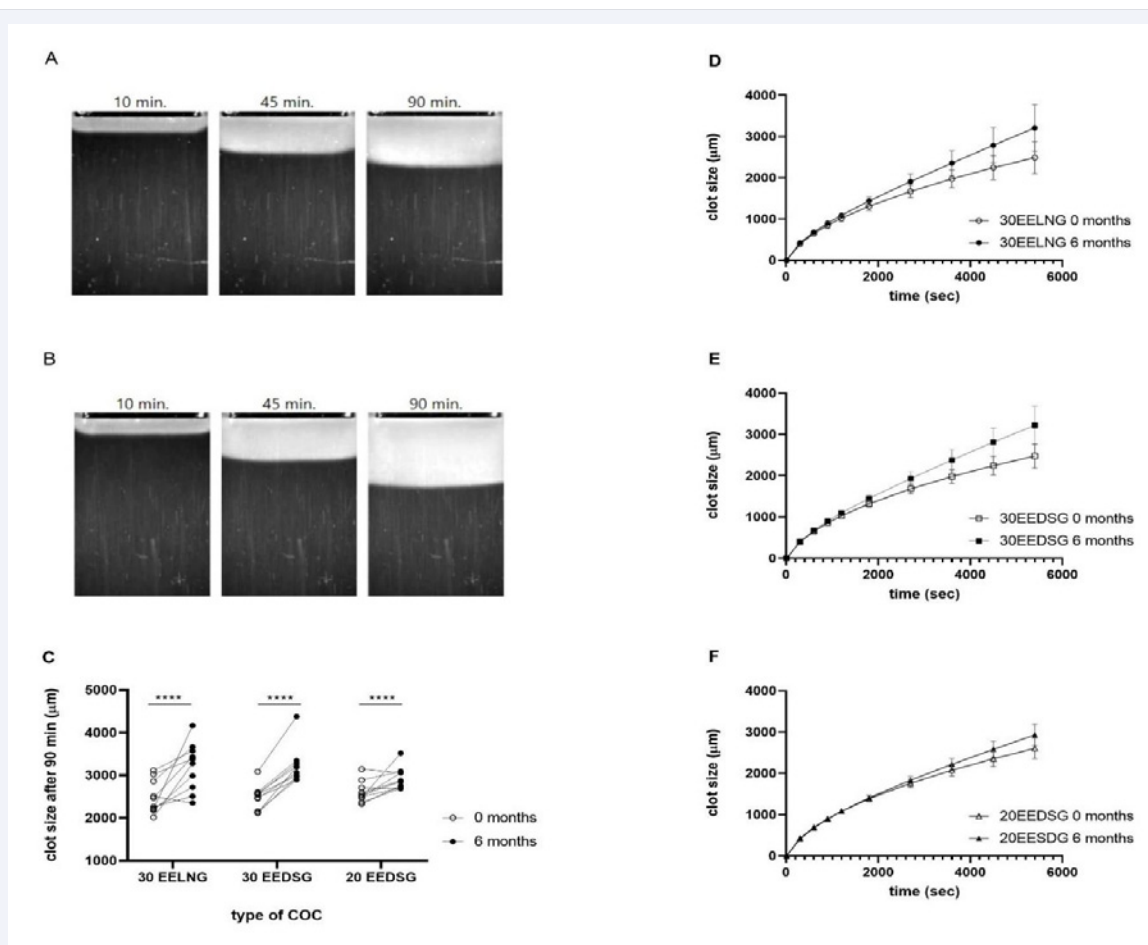 A
10 min. 45 min. 90 min.
B
10 min. 45 min. 90 min.
C
clot size after 90 min (µm)
5000
4000
3000
2000
1000
**** **** ****
30 EELNG 30 EEDSG 20 EEDSG
type of COC
0 months
6 months
D
clot size (µm)
4000
3000
2000
1000
0
0 2000 4000 6000
time (sec)
30EELNG 0 months
30EELNG 6 months
E
clot size (µm)
4000
3000
2000
1000
0
0 2000 4000 6000
time (sec)
30EEDSG 0 months
30EEDSG 6 months
F
clot size (µm)
4000
3000
2000
1000
0
0 2000 4000 6000
time (sec)
20EEDSG 0 months
20EESDG 6 months